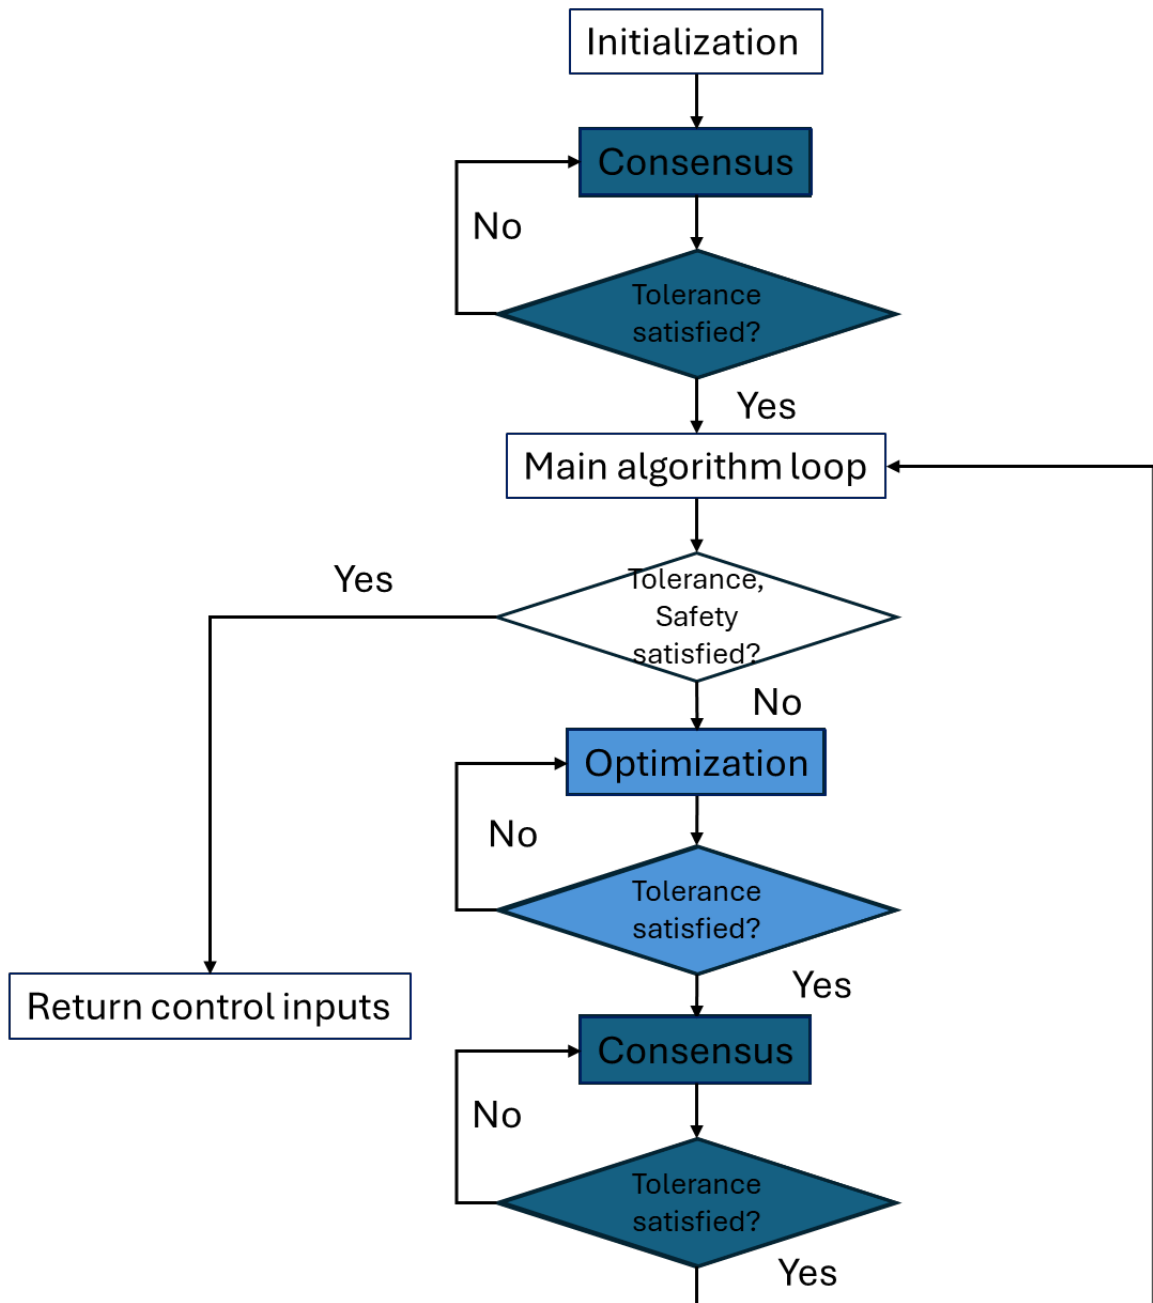 Initialization
Consensus
No
Tolerance
satisfied?
Yes
Main algorithm loop
Yes
Tolerance,
Safety
satisfied?
No
Optimization
No
Tolerance
satisfied?
Yes
Return control inputs
Consensus
No
Tolerance
satisfied?
Yes